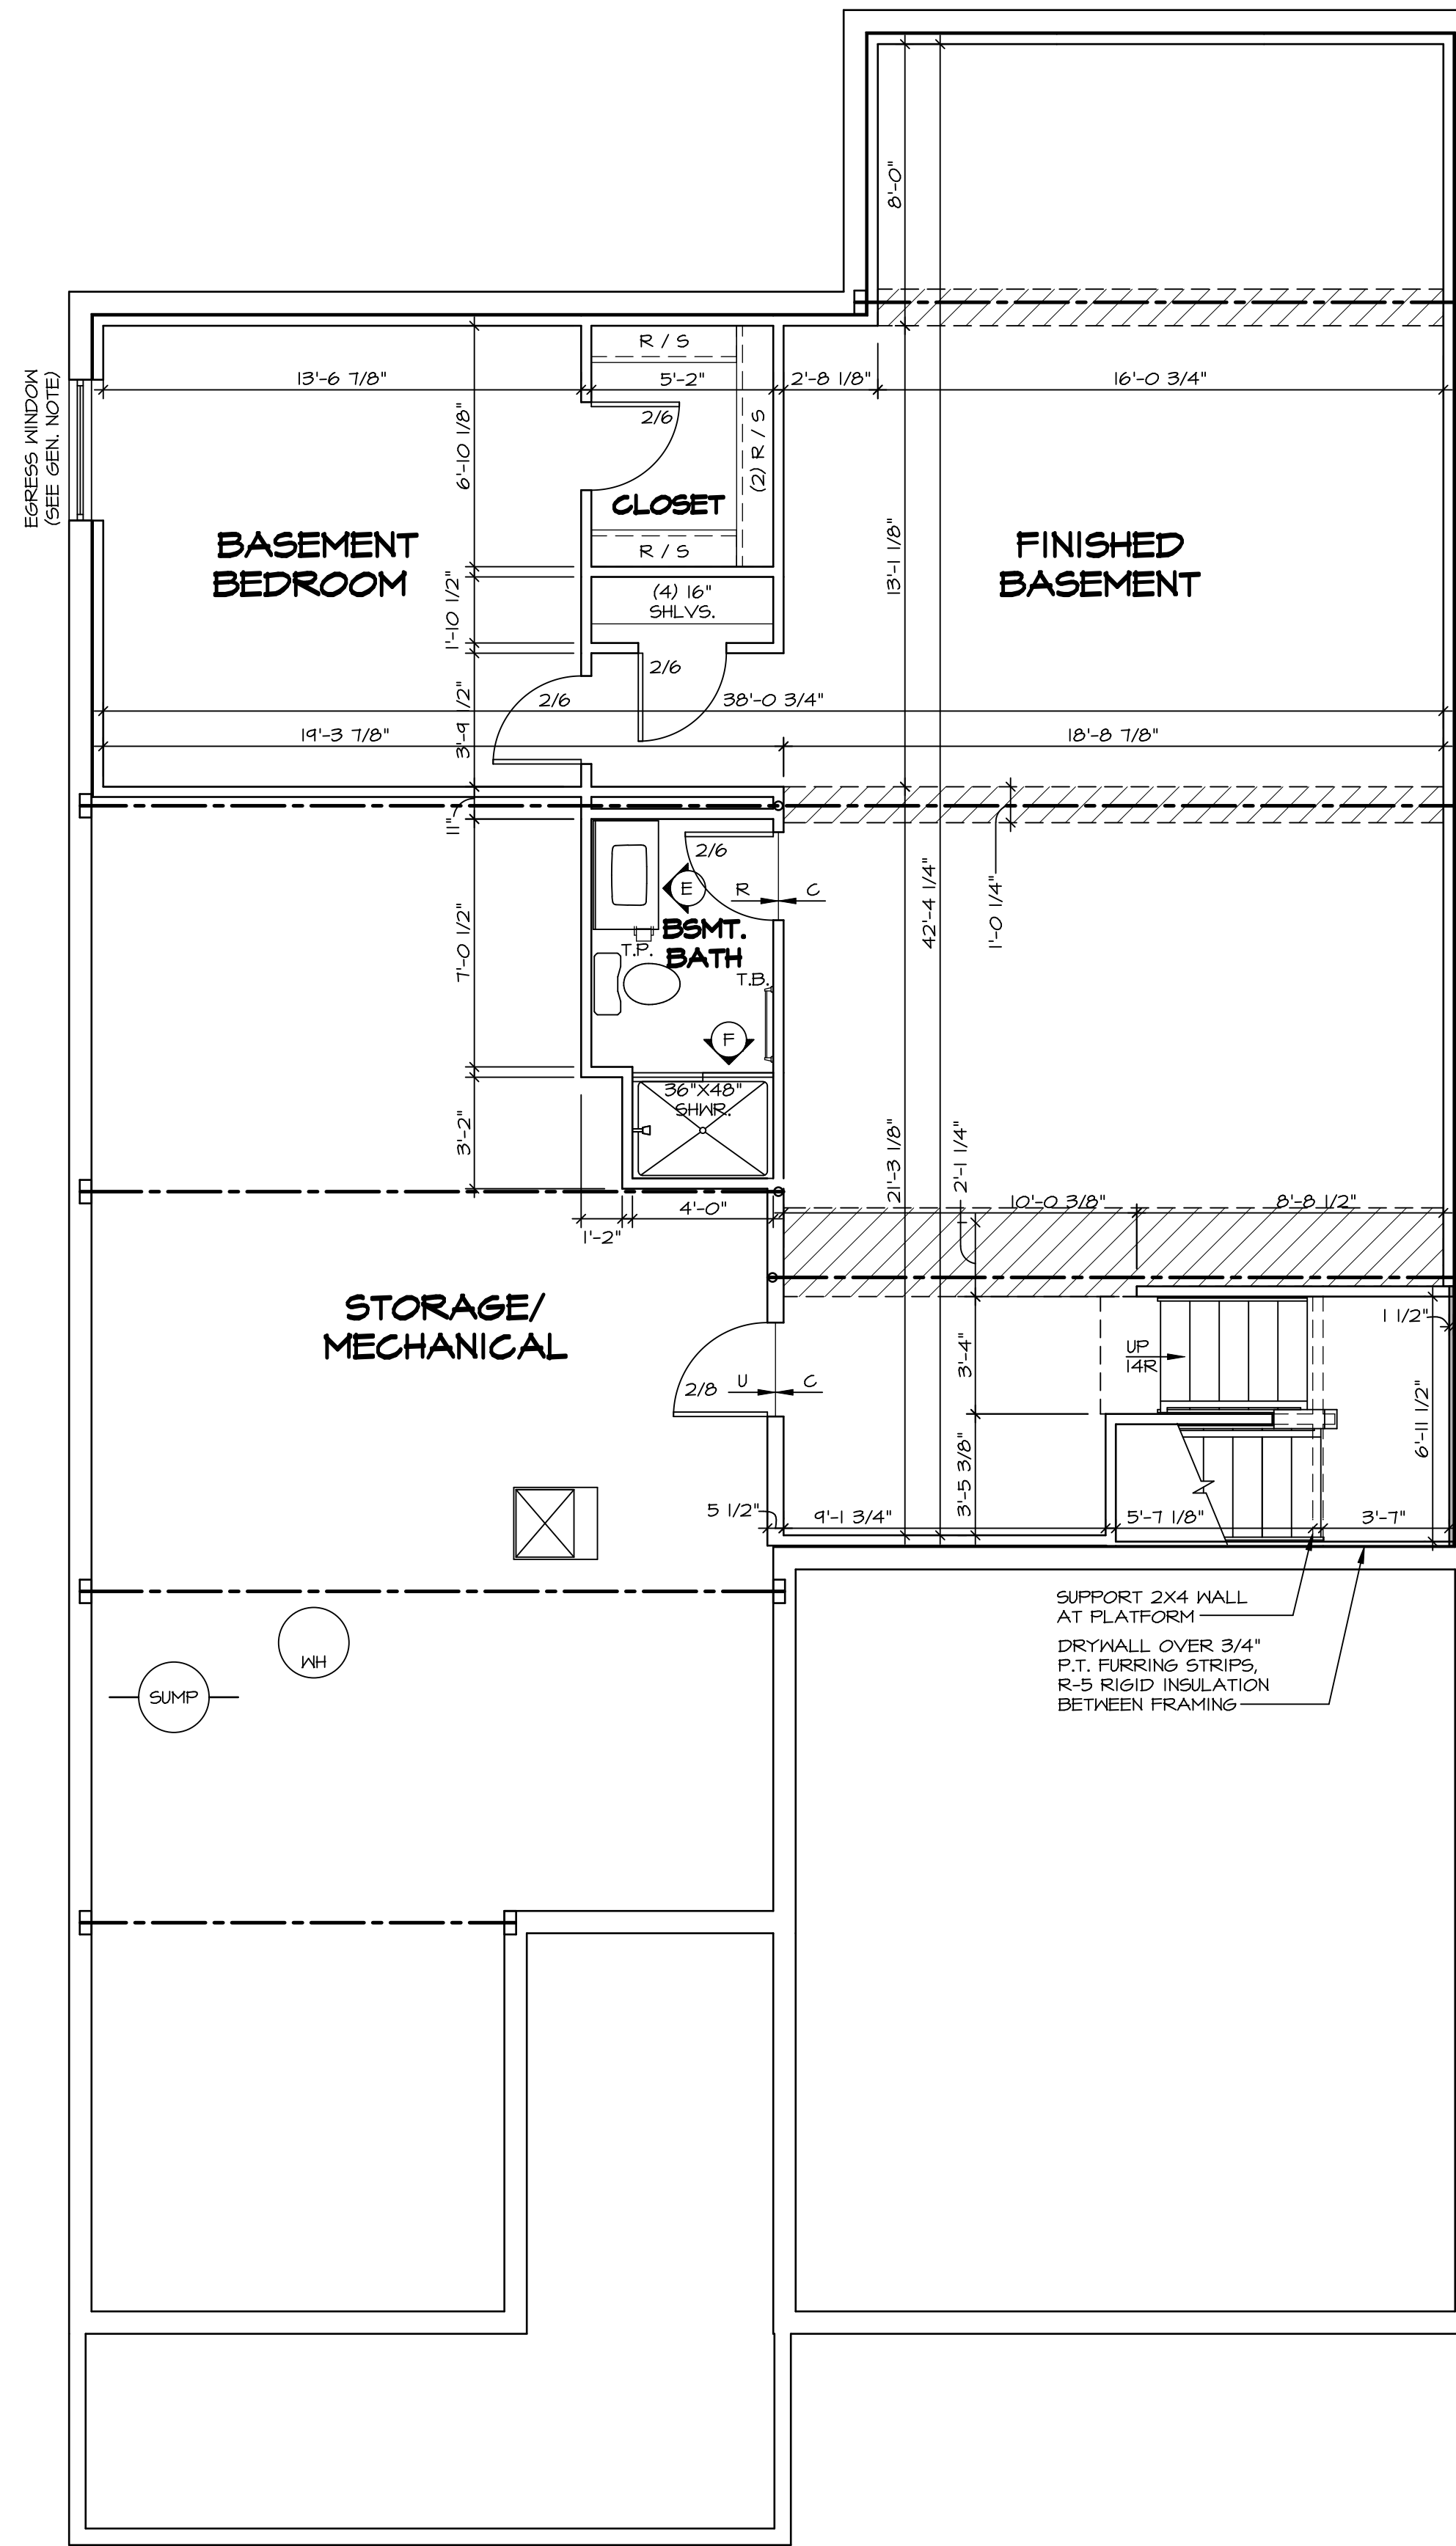 8'-0"
EGRESS WINDOW
(SEE GEN. NOTE)
13'-6 7/8"
5'-2"
2'-8 1/8"
16'-0 3/4"
R / S
2/6
6'-10 1/8"
(2) R / S
CLOSET
R / S
BASEMENT
BEDROOM
FINISHED
BASEMENT
13'-1 1/8"
1'-10 1/2"
(4) 16"
SHLVS.
2/6
2/6
38'-0 3/4"
3'-9 1/2"
19'-3 7/8"
18'-8 7/8"
11"
2/6
E
R
C
BSMT.
BATH
T.P.
T.B.
7'-0 1/2"
42'-4 1/4"
1'-0 1/4"
F
36"X48"
SHWR.
3'-2"
21'-3 1/8"
2'-1 1/4"
10'-0 3/8"
8'-8 1/2"
4'-0"
1'-2"
STORAGE/
MECHANICAL
1 1/2"
3'-4"
UP
14R
2/8
U
C
6'-11 1/2"
3'-5 3/8"
5 1/2"
9'-1 3/4"
5'-7 1/8"
3'-7"
SUPPORT 2X4 WALL
AT PLATFORM
DRYWALL OVER 3/4"
P.T. FURRING STRIPS,
R-5 RIGID INSULATION
BETWEEN FRAMING
WH
SUMP